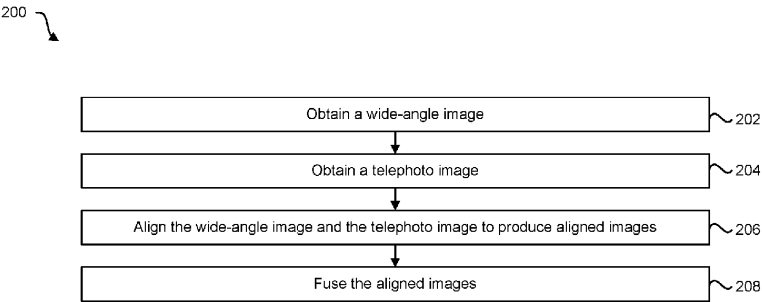 200
Obtain a wide-angle image
202
Obtain a telephoto image
204
Align the wide-angle image and the telephoto image to produce aligned images
206
Fuse the aligned images
208